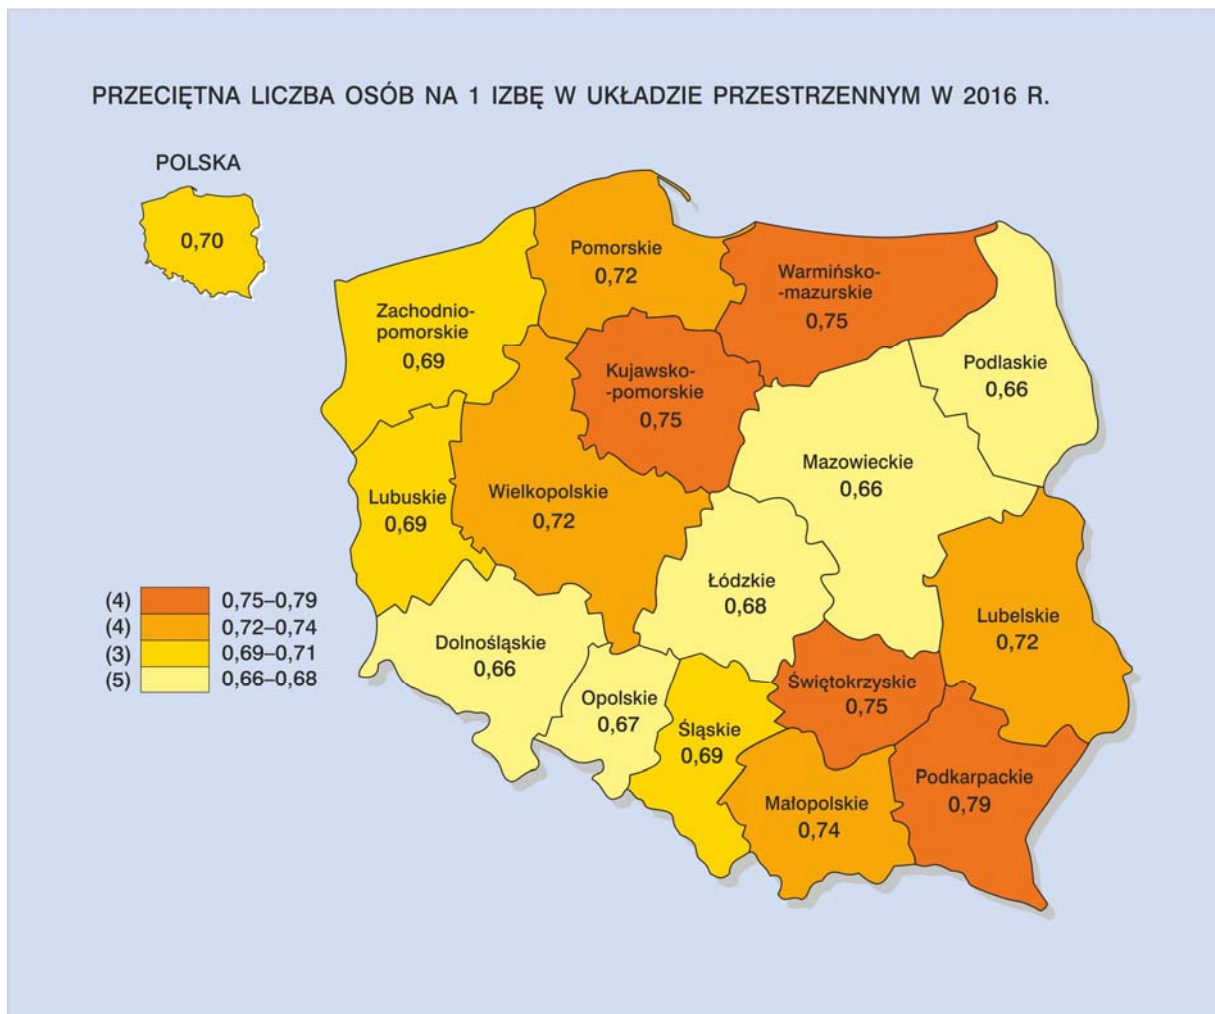 PRZECIĘTNA LICZBA OSÓB NA 1 IZBĘ W UKŁADZIE PRZESTRZENNYM W 2016 R.
POLSKA
0,70
Pomorskie
0,72
Warmińsko-
-mazurskie
0,75
Zachodnio-
pomorskie
0,69
Kujawsko-
-pomorskie
0,75
Podlaskie
0,66
Mazowieckie
0,66
Lubuskie
0,69
Wielkopolskie
0,72
Łódzkie
0,68
Lubelskie
0,72
Dolnośląskie
0,66
Opolskie
0,67
Śląskie
0,69
Świętokrzyskie
0,75
Małopolskie
0,74
Podkarpackie
0,79
(4) 0,75–0,79
(4) 0,72–0,74
(3) 0,69–0,71
(5) 0,66–0,68